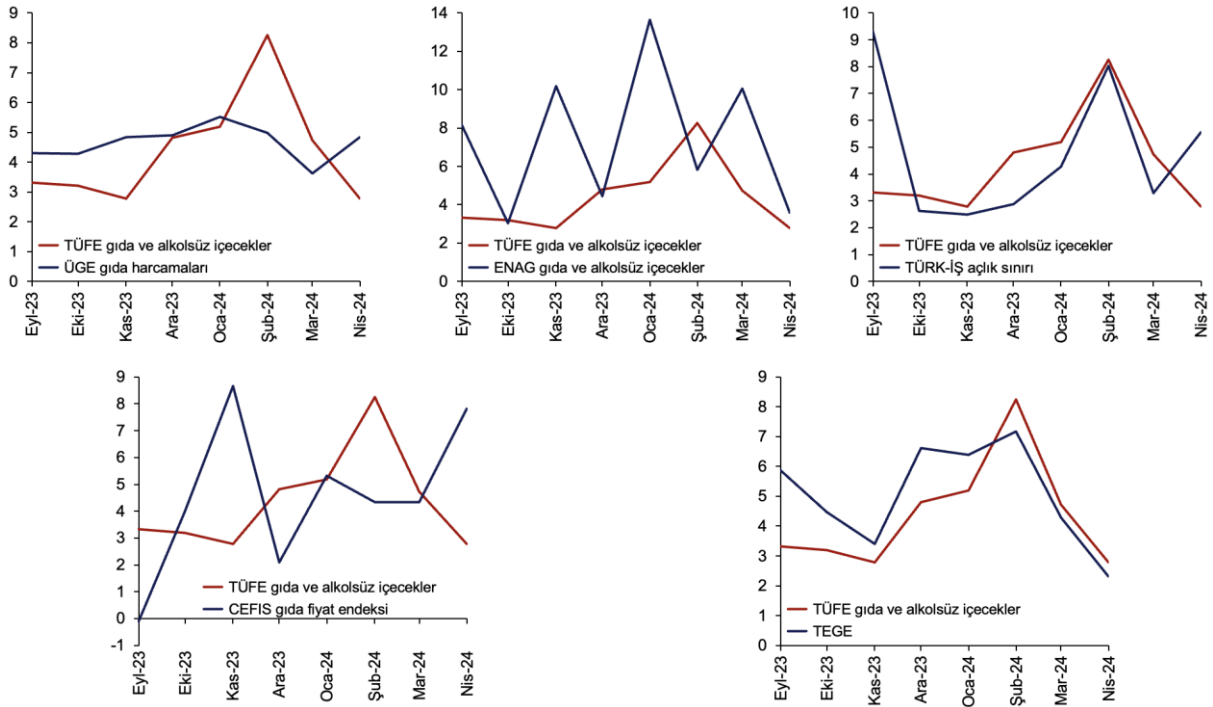 9
8
7
6
5
4
3
2
1
0
TÜFE gıda ve alkolsüz içecekler
ÜGE gıda harcamaları
Eyl-23
Eki-23
Kas-23
Ara-23
Oca-24
Şub-24
Mar-24
Nis-24
14
12
10
8
6
4
2
0
TÜFE gıda ve alkolsüz içecekler
ENAG gıda ve alkolsüz içecekler
Eyl-23
Eki-23
Kas-23
Ara-23
Oca-24
Şub-24
Mar-24
Nis-24
10
9
8
7
6
5
4
3
2
1
0
TÜFE gıda ve alkolsüz içecekler
TÜRK-İŞ açlık sınırı
Eyl-23
Eki-23
Kas-23
Ara-23
Oca-24
Şub-24
Mar-24
Nis-24
9
8
7
6
5
4
3
2
1
0
-1
TÜFE gıda ve alkolsüz içecekler
CEFIS gıda fiyat endeksi
Eyl-23
Eki-23
Kas-23
Ara-23
Oca-24
Şub-24
Mar-24
Nis-24
9
8
7
6
5
4
3
2
1
0
TÜFE gıda ve alkolsüz içecekler
TEGE
Eyl-23
Eki-23
Kas-23
Ara-23
Oca-24
Şub-24
Mar-24
Nis-24